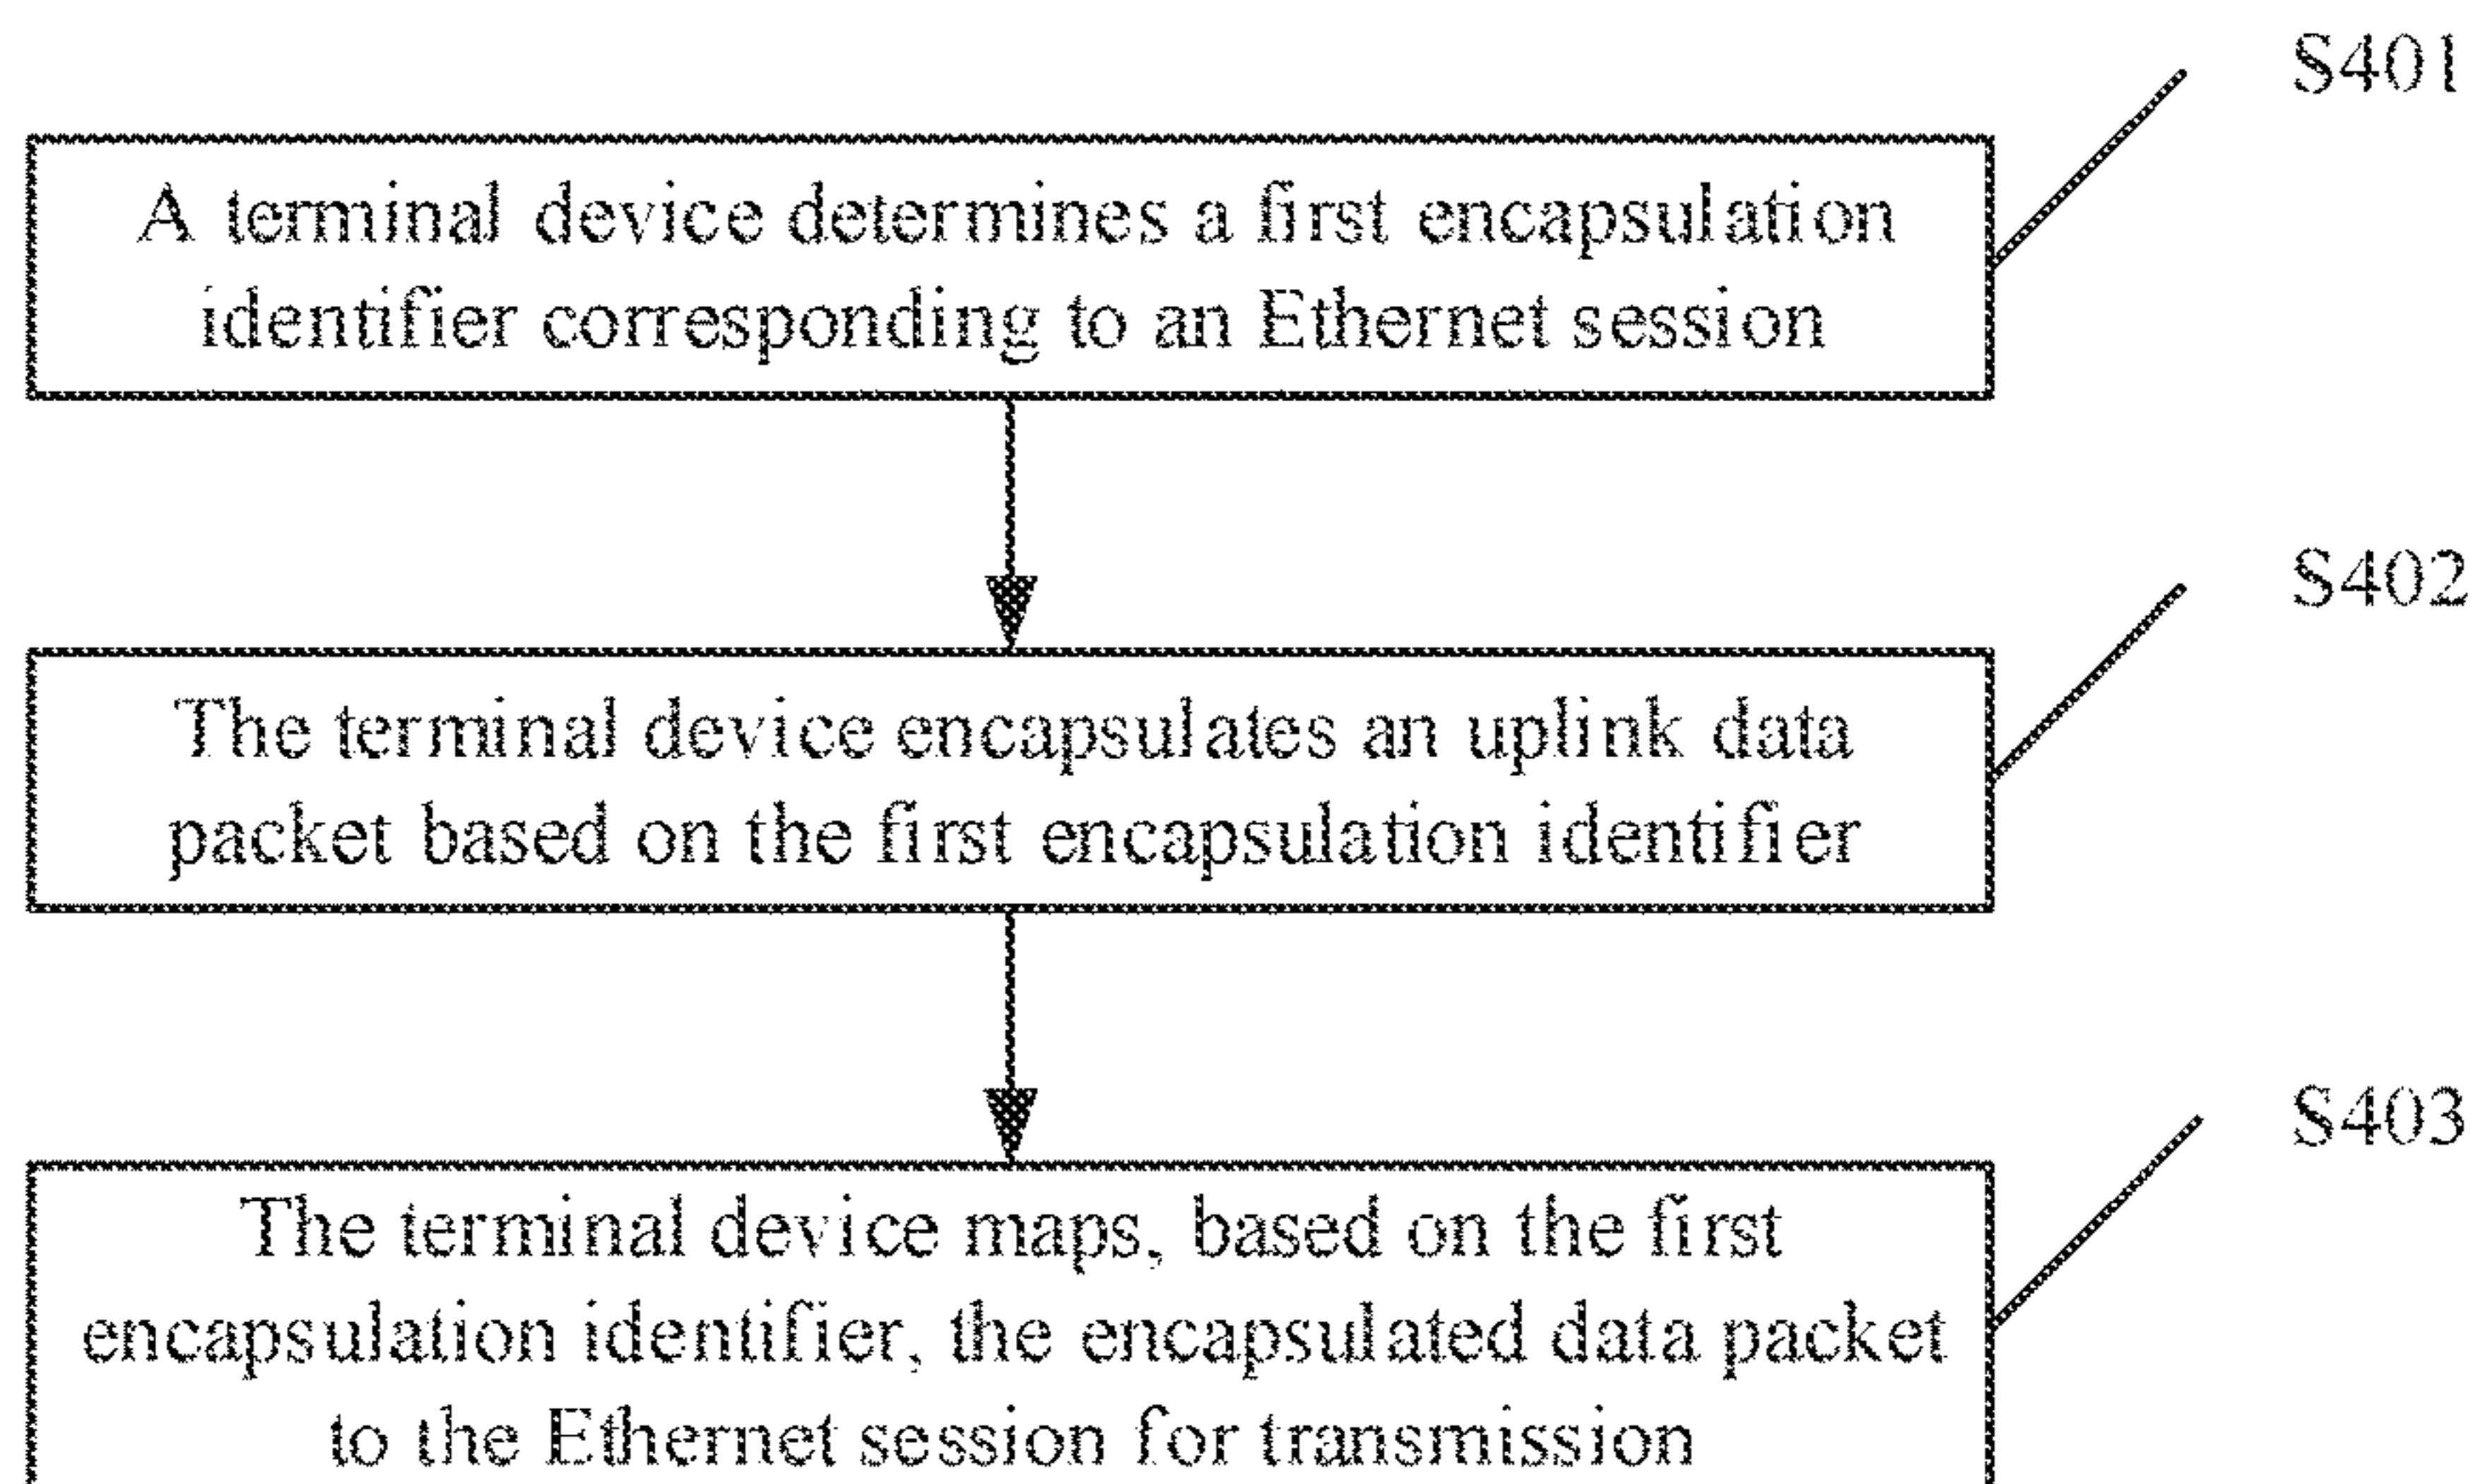 S401
A terminal device determines a first encapsulation
identifier corresponding to an Ethernet session
S402
The terminal device encapsulates an uplink data
packet based on the first encapsulation identifier
S403
The terminal device maps, based on the first
encapsulation identifier, the encapsulated data packet
to the Ethernet session for transmission